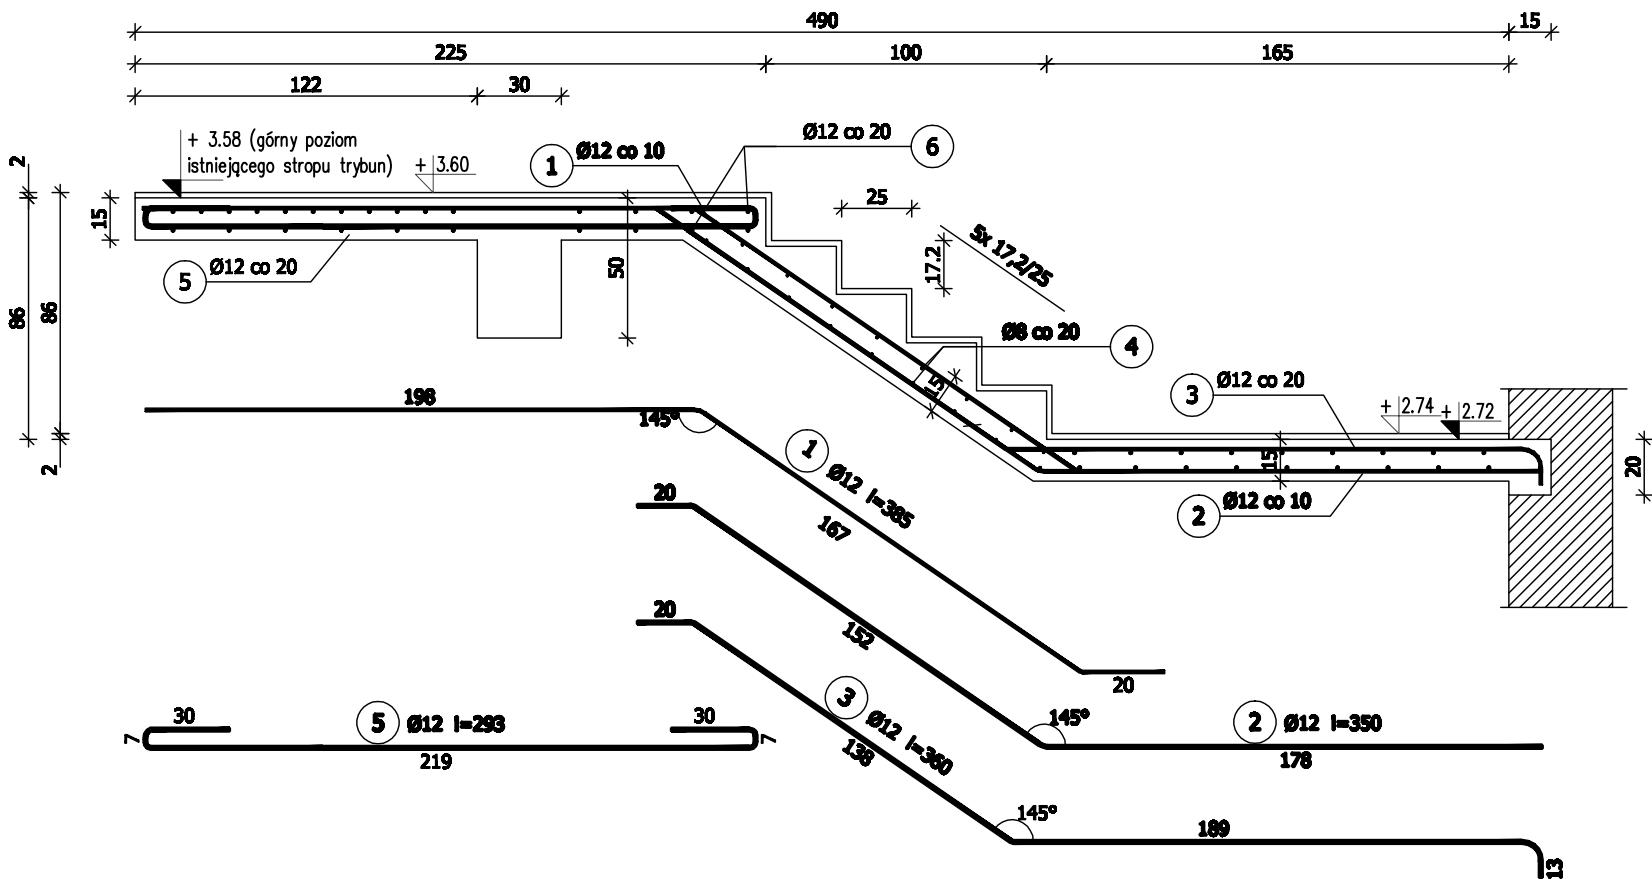 490
15
225
100
165
122
30
+ 3.58 (górny poziom
istniejącego stropu trybun)
+ 3.60
1 Ø12 co 10
Ø12 co 20 6
2
15
86
86
2
25
17.2
5x 17,2/25
50
5 Ø12 co 20
Ø8 co 20 4
15
3 Ø12 co 20
+ 2.74 + 2.72
15
20
2 Ø12 co 10
198
145°
1 Ø12 l=385
167
20
20
152
145°
2 Ø12 l=350
178
20
3 Ø12 l=360
138
145°
189
13
30
5 Ø12 l=293
30
7
7
219